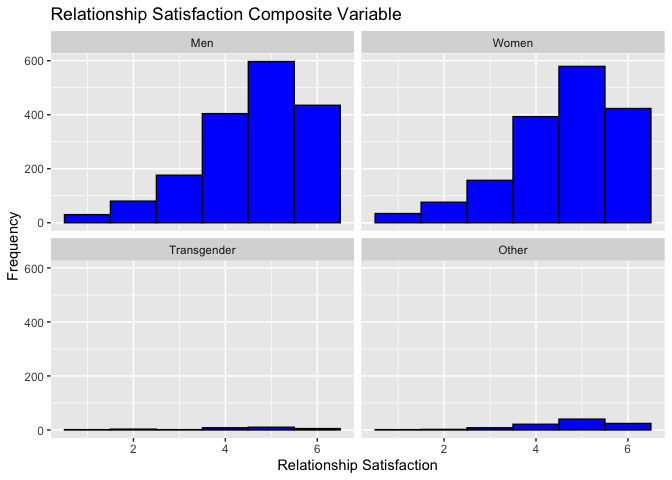 Relationship Satisfaction Composite Variable
Men
Women
600
400
200
0
Transgender
Other
600
400
200
0
2
4
6
2
4
6
Relationship Satisfaction
Frequency